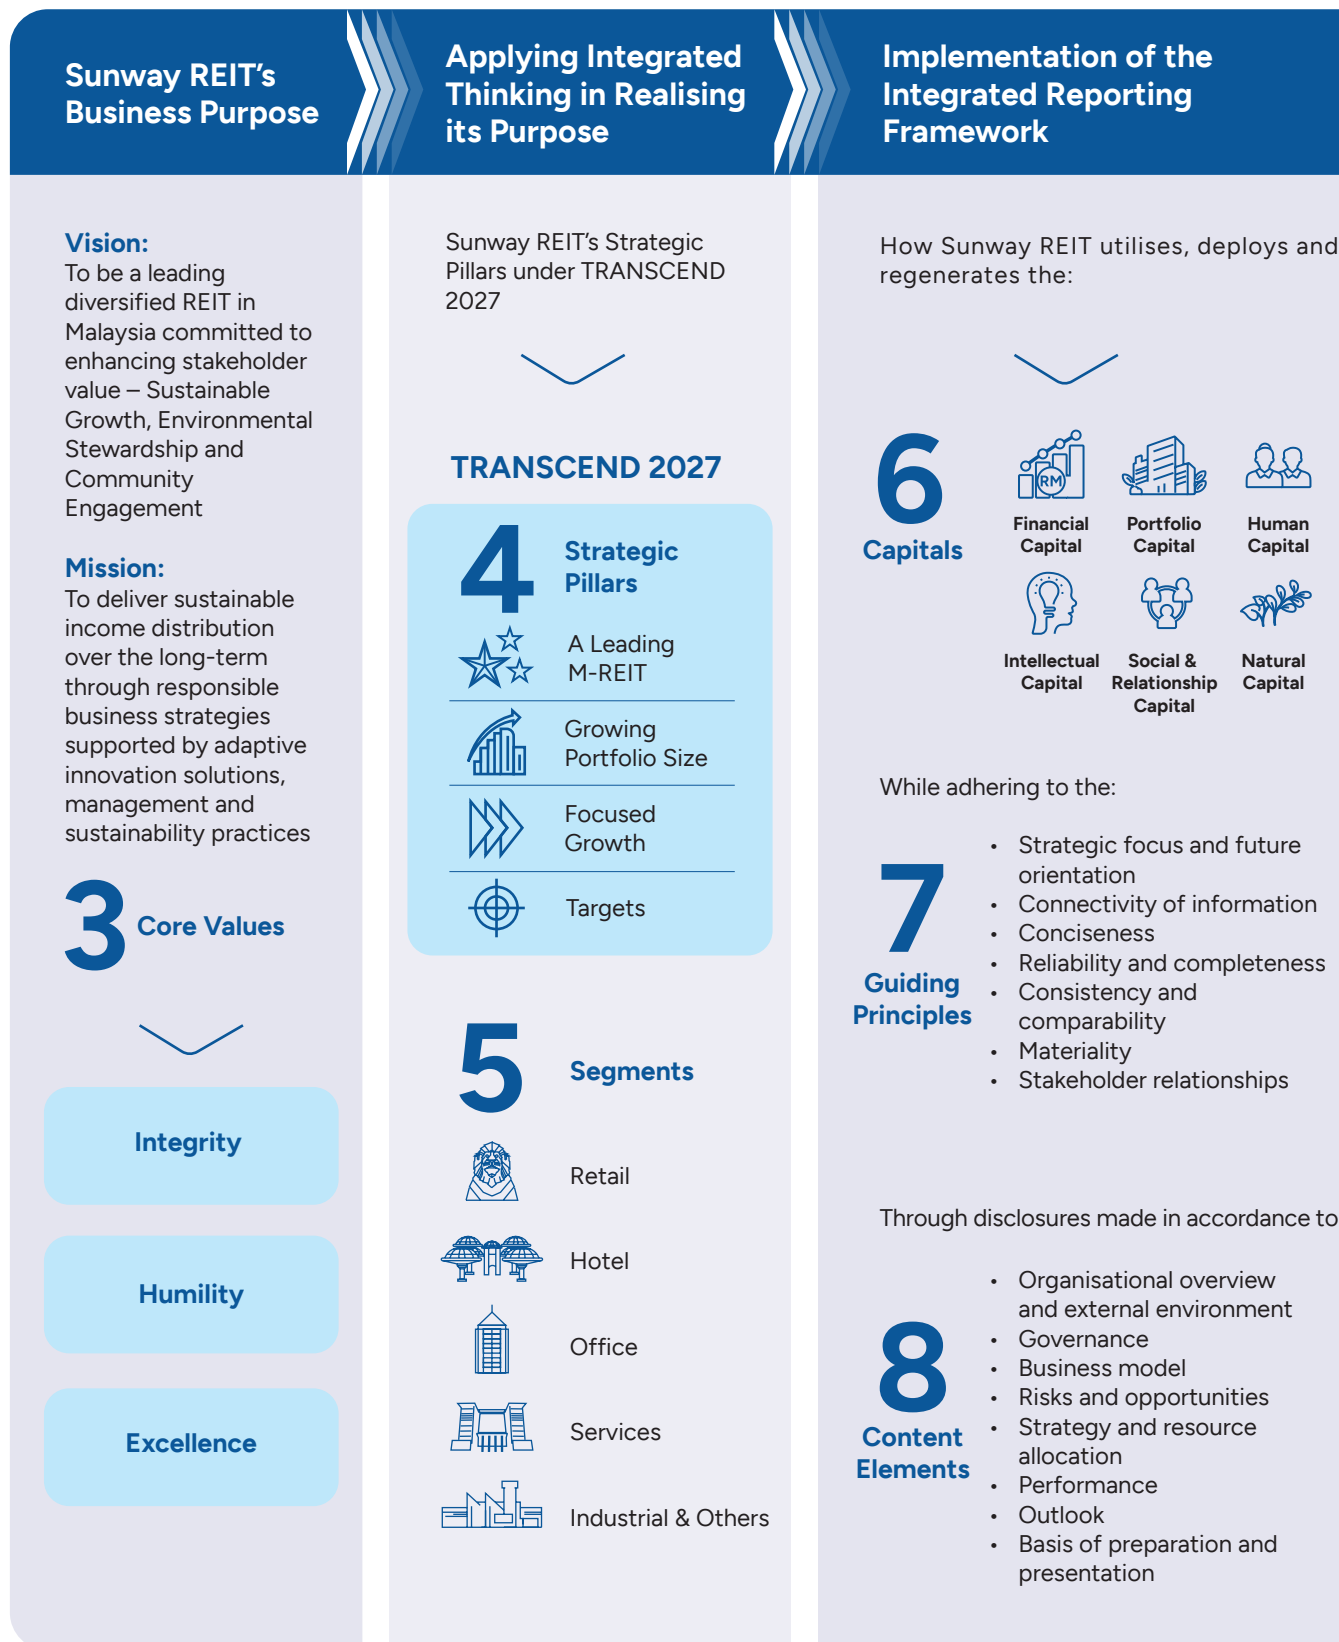 Sunway REIT's
Business Purpose
Applying Integrated
Thinking in Realising
its Purpose
Implementation of the
Integrated Reporting
Framework
Vision:
To be a leading
diversified REIT in
Malaysia committed to
enhancing stakeholder
value – Sustainable
Growth, Environmental
Stewardship and
Community
Engagement
Mission:
To deliver sustainable
income distribution
over the long-term
through responsible
business strategies
supported by adaptive
innovation solutions,
management and
sustainability practices
3 Core Values
Integrity
Humility
Excellence
Sunway REIT's Strategic
Pillars under TRANSCEND
2027
TRANSCEND 2027
4 Strategic
Pillars
A Leading
M-REIT
Growing
Portfolio Size
Focused
Growth
Targets
5 Segments
Retail
Hotel
Office
Services
Industrial & Others
How Sunway REIT utilises, deploys and
regenerates the:
6
Capitals
RM
Financial
Capital
Portfolio
Capital
Human
Capital
Intellectual
Capital
Social &
Relationship
Capital
Natural
Capital
While adhering to the:
7
Guiding
Principles
• Strategic focus and future
orientation
• Connectivity of information
• Conciseness
• Reliability and completeness
• Consistency and
comparability
• Materiality
• Stakeholder relationships
Through disclosures made in accordance to
8
Content
Elements
• Organisational overview
and external environment
• Governance
• Business model
• Risks and opportunities
• Strategy and resource
allocation
• Performance
• Outlook
• Basis of preparation and
presentation